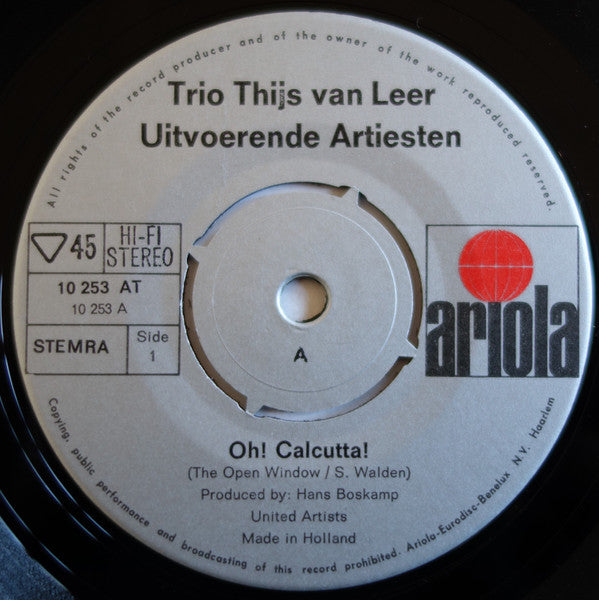 All rights of the record producer and of the owner of the work reproduced reserved.
Trio Thijs van Leer
Uitvoerende Artiesten
45
HI-FI
STEREO
10 253 AT
10 253 A
STEMRA
Side
1
A
ariola
Oh! Calcutta!
(The Open Window / S. Walden)
Produced by: Hans Boskamp
United Artists
Made in Holland
Copying, public performance and broadcasting of this record prohibited. Ariola-Eurodisc-Benelux N.V. Haarlem